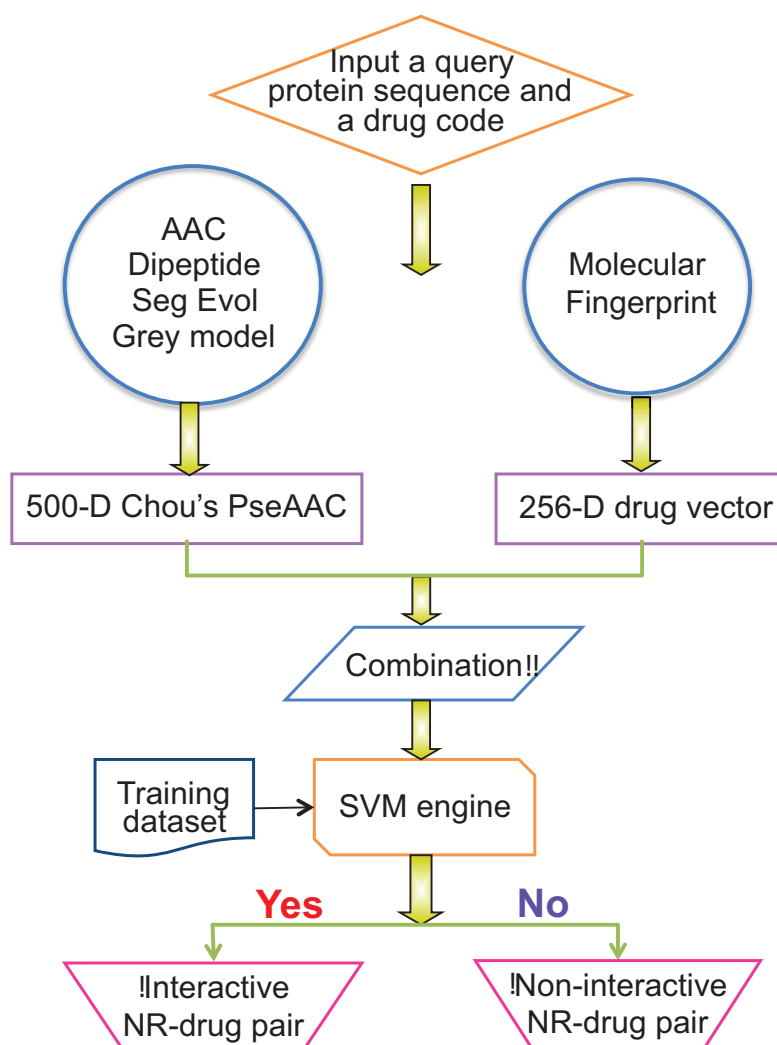 Input a query
protein sequence and
a drug code
AAC
Dipeptide
Seg Evol
Grey model
Molecular
Fingerprint
500-D Chou's PseAAC
256-D drug vector
Combination!!
Training
dataset
SVM engine
Yes
No
!Interactive
NR-drug pair
!Non-interactive
NR-drug pair